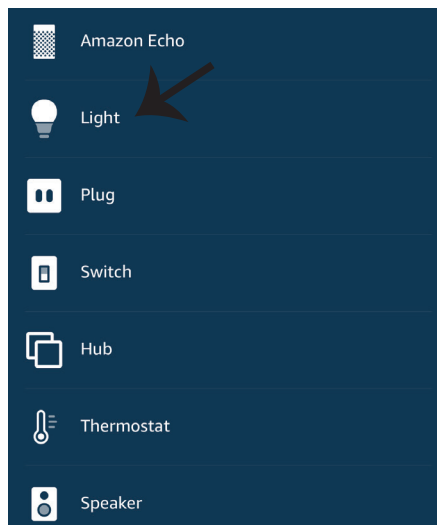 Amazon Echo
Light
Plug
Switch
Hub
Thermostat
Speaker